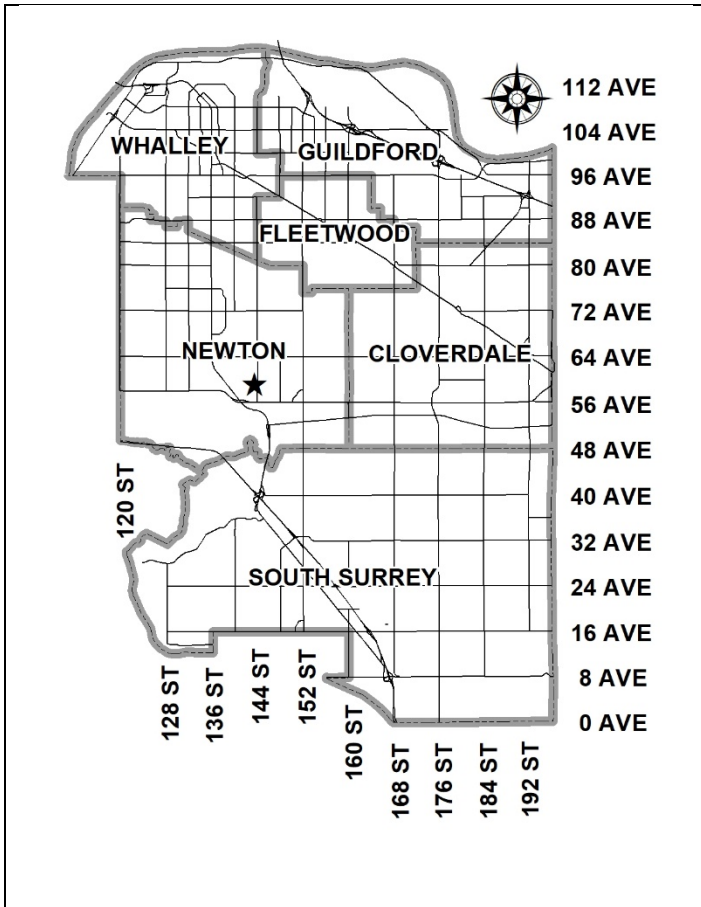 112 AVE
104 AVE
WHALLEY
GUILDFORD
96 AVE
88 AVE
FLEETWOOD
80 AVE
72 AVE
NEWTON
CLOVERDALE
64 AVE
56 AVE
48 AVE
120 ST
40 AVE
32 AVE
SOUTH SURREY
24 AVE
16 AVE
128 ST
136 ST
144 ST
152 ST
160 ST
8 AVE
0 AVE
168 ST
176 ST
184 ST
192 ST